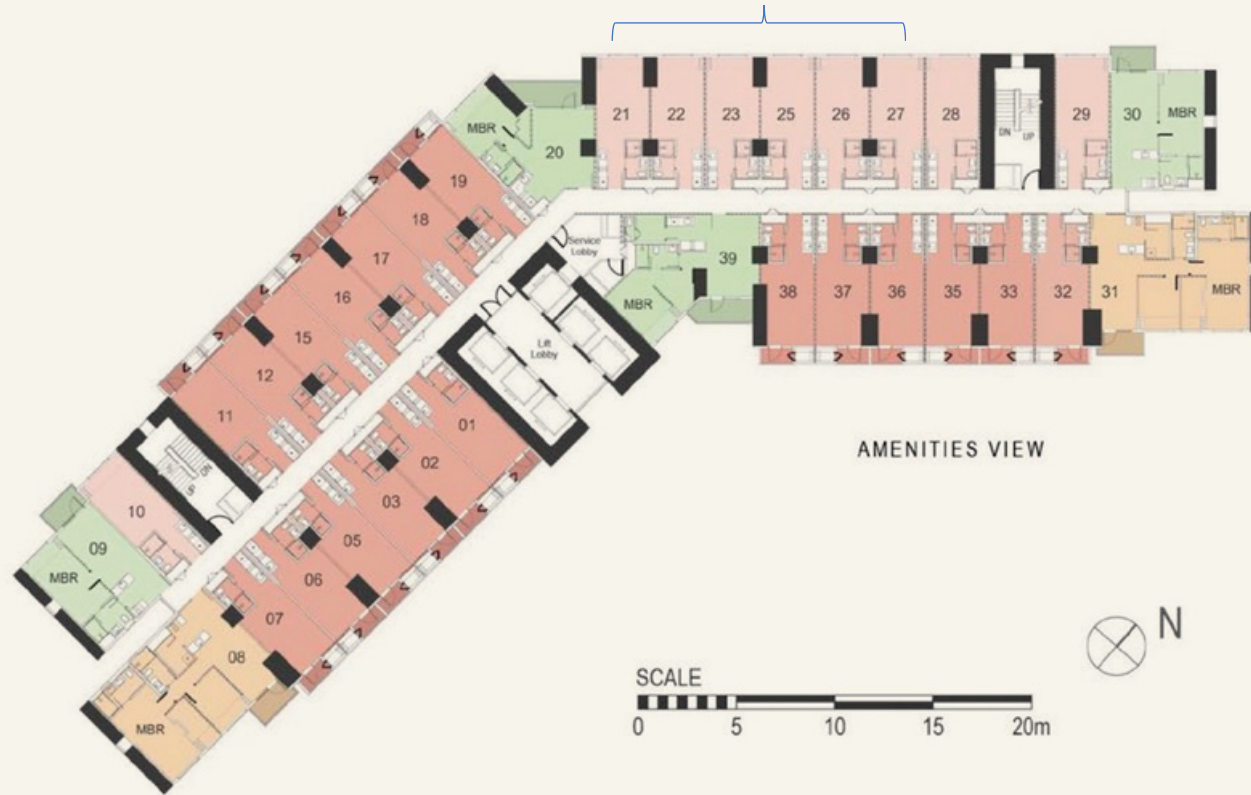 21 22 23 25 26 27 28 DN UP 29 30 MBR
MBR 20
19
18
17
16
15
12
11
10
09
MBR
DN
Service
Lobby
39
MBR
38 37 36 35 33 32 31 MBR
Lift
Lobby
01
02
03
05
06
07
08
MBR
AMENITIES VIEW
N
SCALE
0 5 10 15 20m